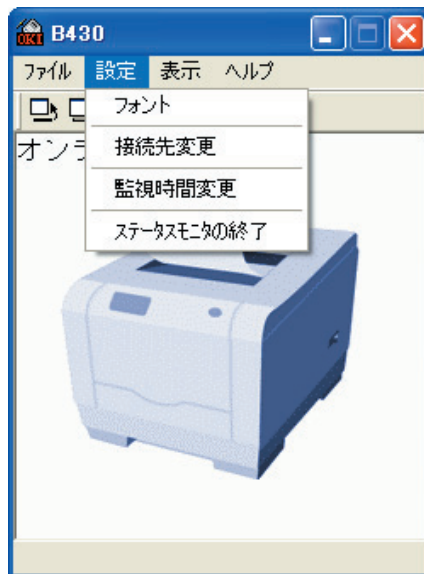 OKI B430
ファイル 設定 表示 ヘルプ
フォント
オンラ
接続先変更
監視時間変更
ステータスモニタの終了